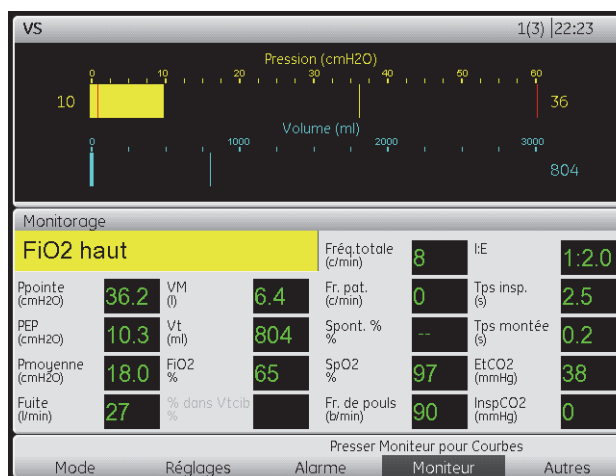 VS 1(3) 22:23
Pression (cmH2O)
0 10 20 30 40 50 60
10 36
Volume (ml)
0 1000 2000 3000
804
Monitorage
FiO2 haut
Fréq.totale (c/min) 8 I:E 1:2.0
Ppointe (cmH2O) 36.2 VM (l) 6.4 Fr. pat. (c/min) 0 Tps insp. (s) 2.5
PEP (cmH2O) 10.3 Vt (ml) 804 Spont. % % -- Tps montée (s) 0.2
Pmoyenne (cmH2O) 18.0 FiO2 % 65 SpO2 % 97 EtCO2 (mmHg) 38
Fuite (l/min) 27 % dans Vtcib % Fr. de pouls (b/min) 90 InspCO2 (mmHg) 0
Presser Moniteur pour Courbes
Mode Réglages Alarme Moniteur Autres